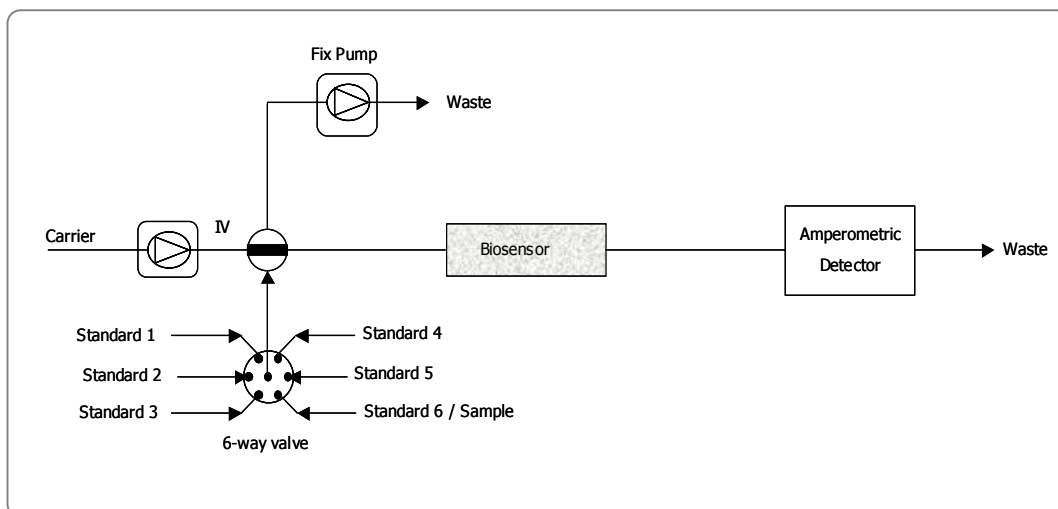 Fix Pump
Waste
Carrier
IV
Biosensor
Amperometric
Detector
Waste
Standard 1
Standard 4
Standard 2
Standard 5
Standard 3
Standard 6 / Sample
6-way valve